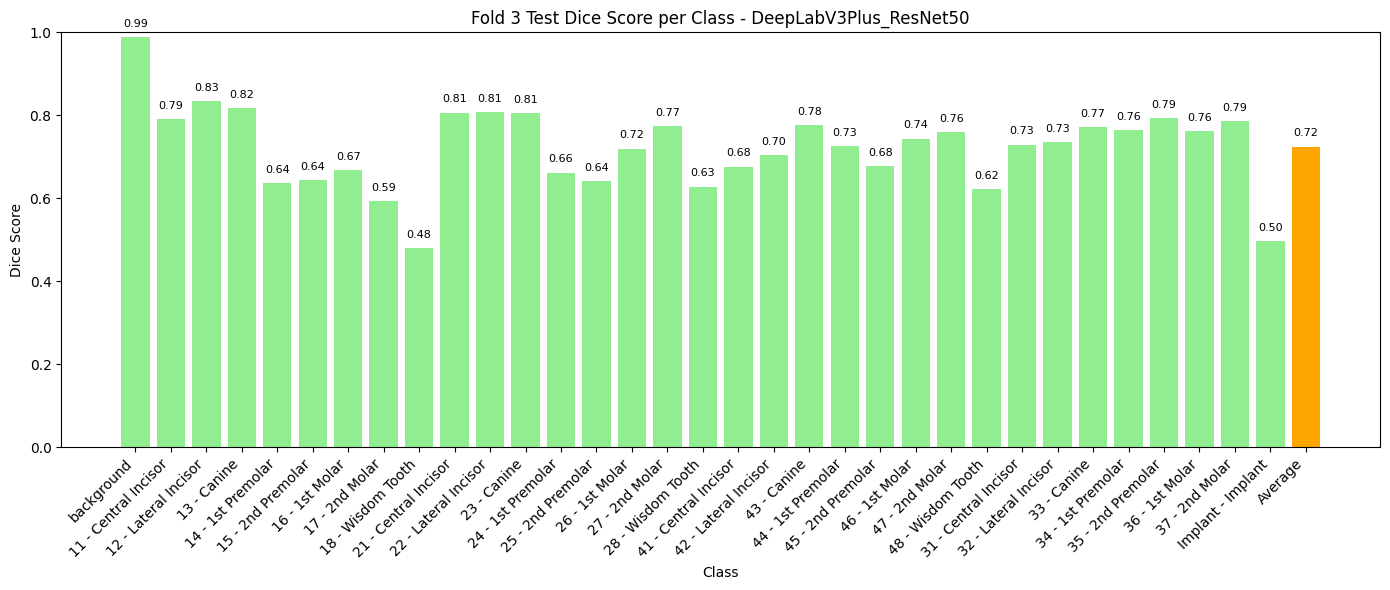 Fold 3 Test Dice Score per Class - DeepLabV3Plus_ResNet50
Dice Score
1.0
0.8
0.6
0.4
0.2
0.0
0.99
0.79
0.83
0.82
0.64
0.64
0.67
0.59
0.48
0.81
0.81
0.81
0.66
0.64
0.72
0.77
0.63
0.68
0.70
0.78
0.73
0.68
0.74
0.76
0.62
0.73
0.73
0.77
0.76
0.79
0.76
0.79
0.50
0.72
background
11 - Central Incisor
12 - Lateral Incisor
13 - Canine
14 - 1st Premolar
15 - 2nd Premolar
16 - 1st Molar
17 - 2nd Molar
18 - Wisdom Tooth
21 - Central Incisor
22 - Lateral Incisor
23 - Canine
24 - 1st Premolar
25 - 2nd Premolar
26 - 1st Molar
27 - 2nd Molar
28 - Wisdom Tooth
41 - Central Incisor
42 - Lateral Incisor
43 - Canine
44 - 1st Premolar
45 - 2nd Premolar
46 - 1st Molar
47 - 2nd Molar
48 - Wisdom Tooth
31 - Central Incisor
32 - Lateral Incisor
33 - Canine
34 - 1st Premolar
35 - 2nd Premolar
36 - 1st Molar
37 - 2nd Molar
Implant - Implant
Average
Class